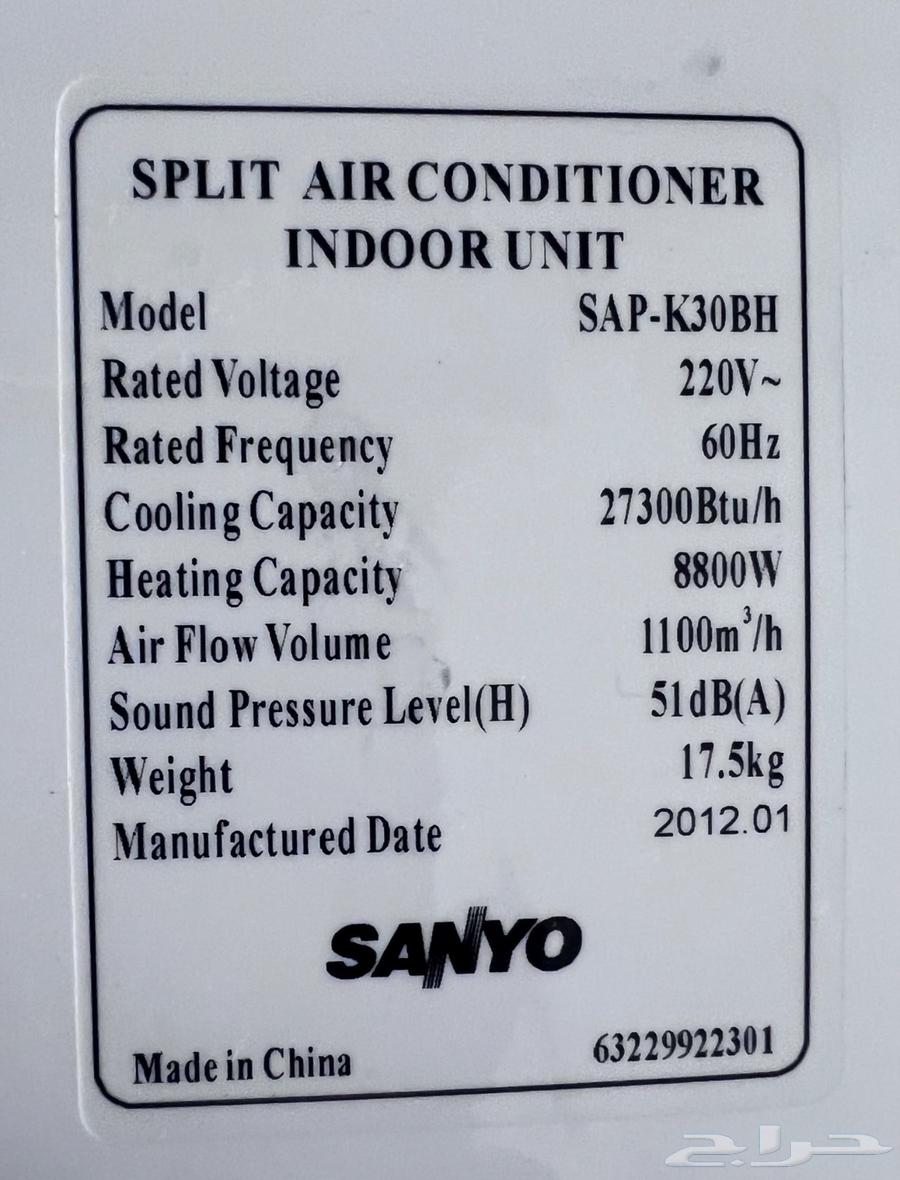 SPLIT AIR CONDITIONER
INDOOR UNIT
Model SAP-K30BH
Rated Voltage 220V~
Rated Frequency 60Hz
Cooling Capacity 27300Btu/h
Heating Capacity 8800W
Air Flow Volume 1100m³/h
Sound Pressure Level(H) 51dB(A)
Weight 17.5kg
Manufactured Date 2012.01
SANYO
Made in China 63229922301
حراج